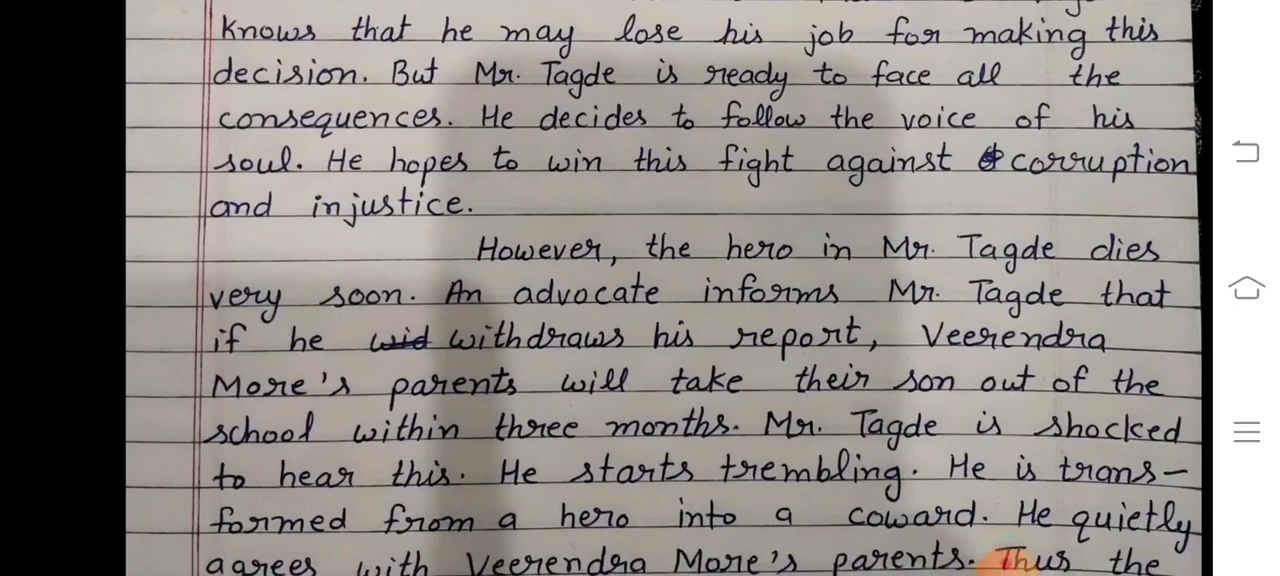 knows that he may lose his job for making this
decision. But Mr. Tagde is ready to face all the
consequences. He decides to follow the voice of his
soul. He hopes to win this fight against corruption
and injustice.
However, the hero in Mr. Tagde dies
very soon. An advocate informs Mr. Tagde that
if he wid withdraws his report, Veerendra
More's parents will take their son out of the
school within three months. Mr. Tagde is shocked
to hear this. He starts trembling. He is trans-
formed from a hero into a coward. He quietly
agrees with Veerendra More's parents. Thus the